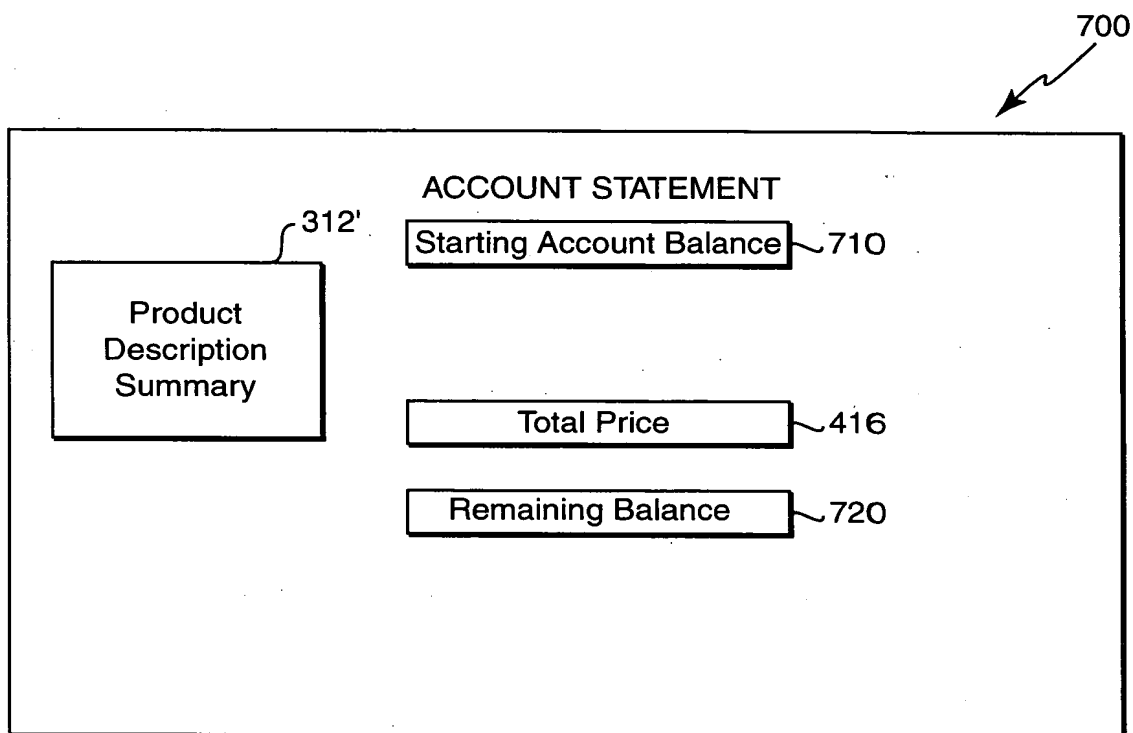 700
ACCOUNT STATEMENT
312'
Starting Account Balance 710
Product
Description
Summary
Total Price 416
Remaining Balance 720